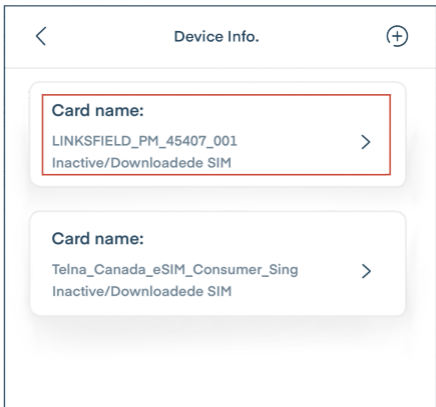 Device Info.
Card name:
LINKSFIELD_PM_45407_001
Inactive/Downloadede SIM
Card name:
Telna_Canada_eSIM_Consumer_Sing
Inactive/Downloadede SIM